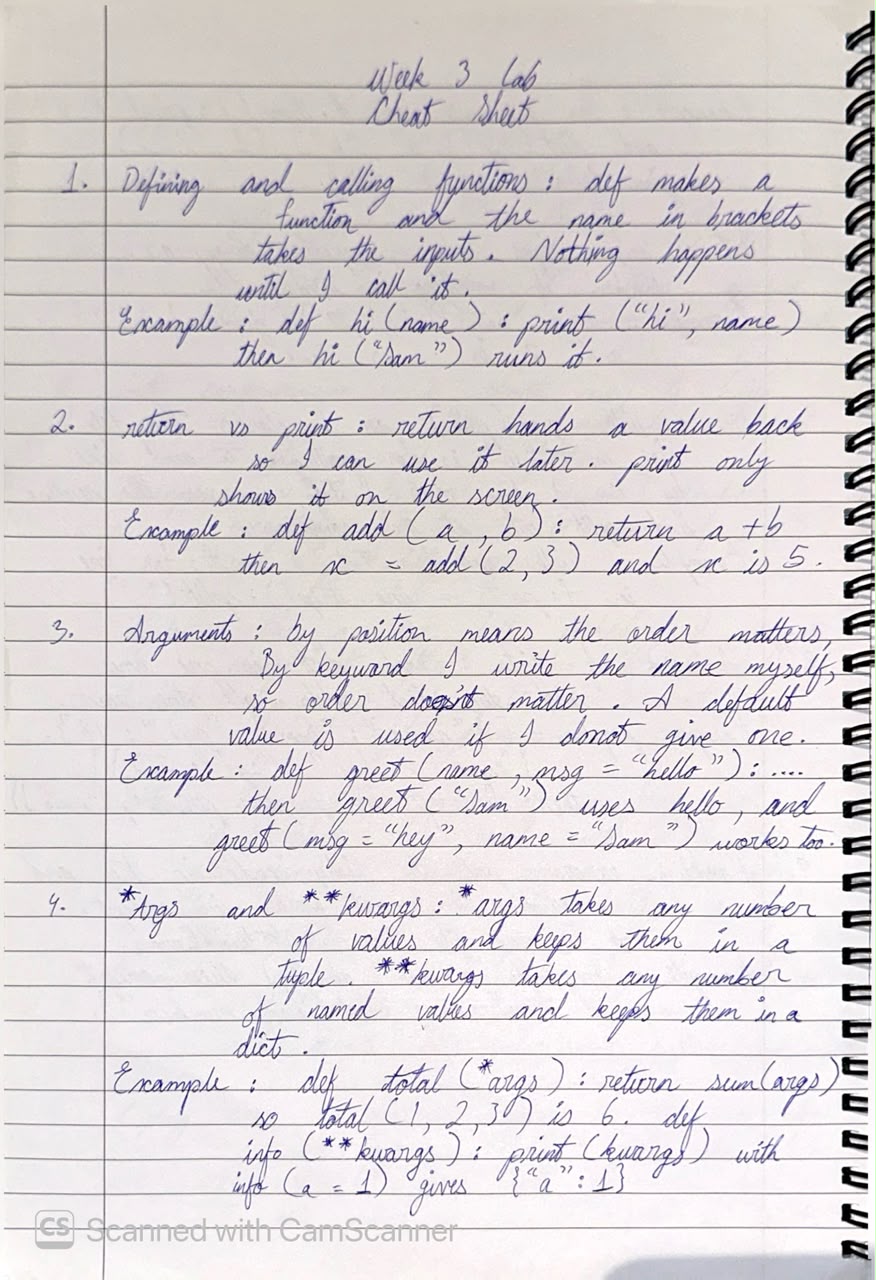 Week 3 Lab
Cheat Sheet
1. Defining and calling functions : def makes a
function and the name in brackets
takes the inputs. Nothing happens
until I call it.
Example : def hi (name) : print ("hi", name)
then hi ("Sam") runs it.
2. return vs print : return hands a value back
so I can use it later. print only
shows it on the screen.
Example : def add (a, b) : return a + b
then x = add (2, 3) and x is 5.
3. Arguments : by position means the order matters,
By keyword I write the name myself,
so order doesn't matter. A default
value is used if I donot give one.
Example : def greet (name, msg = "hello") : ....
then greet ("Sam") uses hello, and
greet (msg = "hey", name = "Sam") works too.
4. *Args and **kwargs : *args takes any number
of values and keeps them in a
tuple. **kwargs takes any number
of named values and keeps them in a
dict.
Example : def total (*args) : return sum(args)
so total (1, 2, 3) is 6. def
info (**kwargs) : print (kwargs) with
info (a = 1) gives {"a" : 1}
CS Scanned with CamScanner